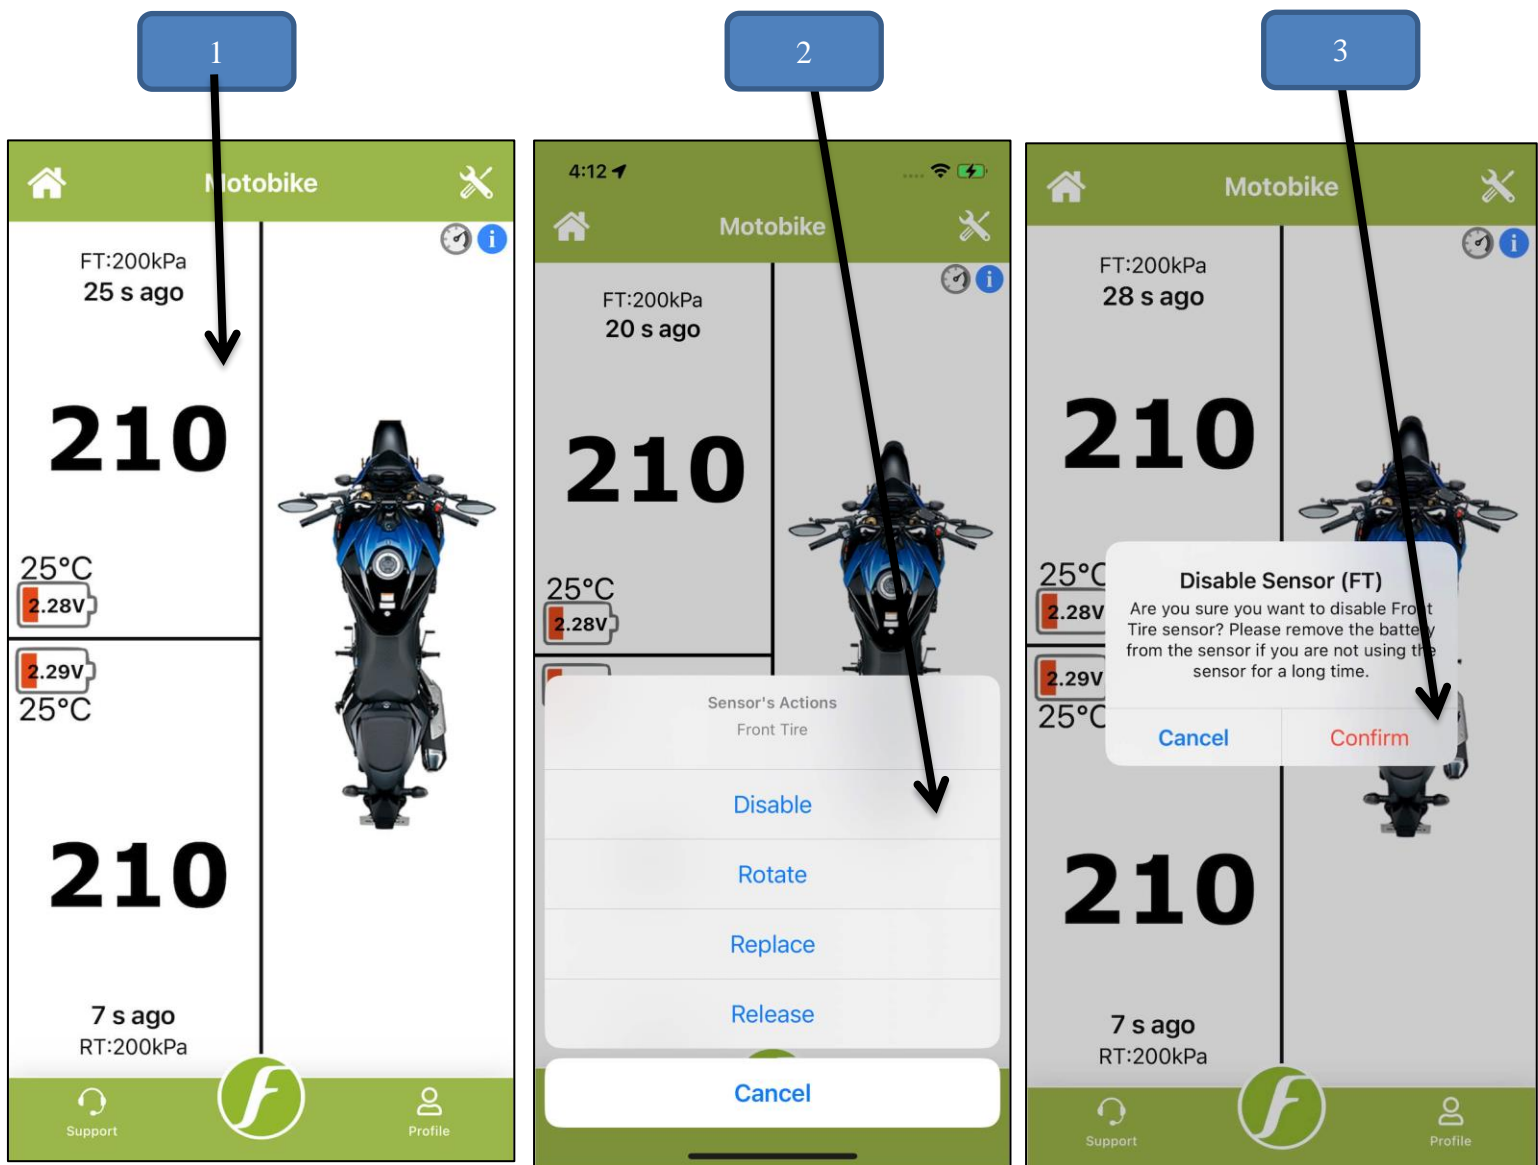 1
2
3
Motobike
i
FT:200kPa
25 s ago
210
25°C
2.28V
2.29V
25°C
210
7 s ago
RT:200kPa
Support
F
Profile
4:12
Motobike
i
FT:200kPa
20 s ago
210
25°C
2.28V
Sensor's Actions
Front Tire
Disable
Rotate
Replace
Release
Cancel
Motobike
i
FT:200kPa
28 s ago
210
25°C
2.28V
2.29V
25°C
Disable Sensor (FT)
Are you sure you want to disable Front
Tire sensor? Please remove the battery
from the sensor if you are not using the
sensor for a long time.
Cancel
Confirm
210
7 s ago
RT:200kPa
Support
F
Profile